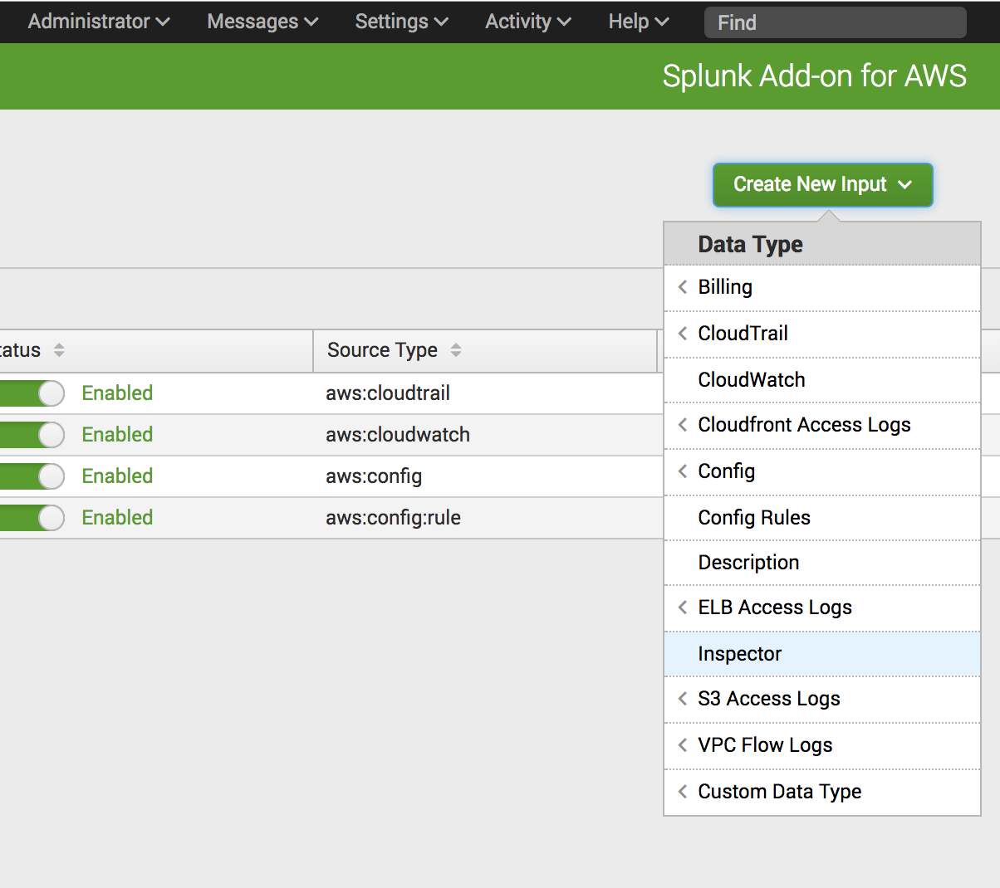 Administrator Messages Settings Activity Help Find
Splunk Add-on for AWS
Create New Input
Data Type
Billing
CloudTrail
CloudWatch
Cloudfront Access Logs
Config
Config Rules
Description
ELB Access Logs
Inspector
S3 Access Logs
VPC Flow Logs
Custom Data Type
tatus Source Type
Enabled aws:cloudtrail
Enabled aws:cloudwatch
Enabled aws:config
Enabled aws:config:rule